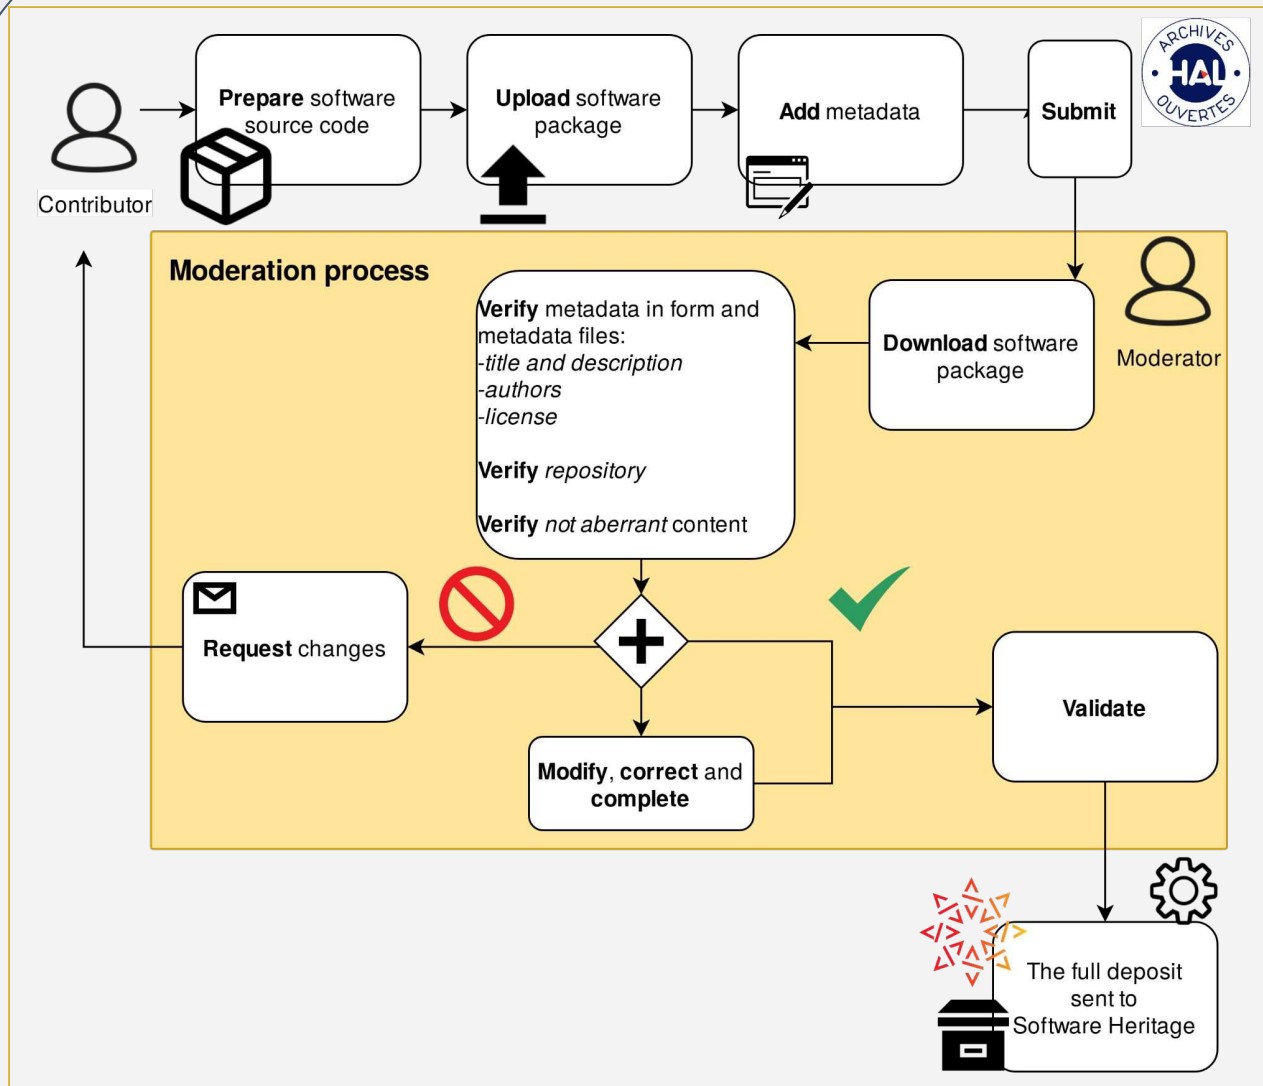 Prepare software
source code
Upload software
package
Add metadata
Submit
ARCHIVES
HAL
OUVERTES
Contributor
Moderation process
Verify metadata in form and
metadata files:
-title and description
-authors
-license
Verify repository
Verify not aberrant content
Download software
package
Moderator
Request changes
Modify, correct and
complete
Validate
The full deposit
sent to
Software Heritage